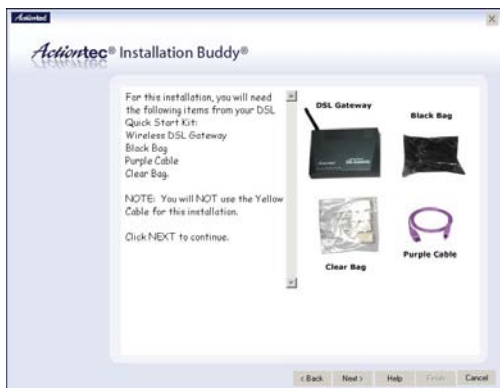 Actiontec
Actiontec® Installation Buddy®
For this installation, you will need
the following items from your DSL
Quick Start Kit:
Wireless DSL Gateway
Black Bag
Purple Cable
Clear Bag.
NOTE: You will NOT use the Yellow
Cable for this installation.
Click NEXT to continue.
DSL Gateway
Black Bag
Clear Bag
Purple Cable
< Back
Next >
Help
Finish
Cancel